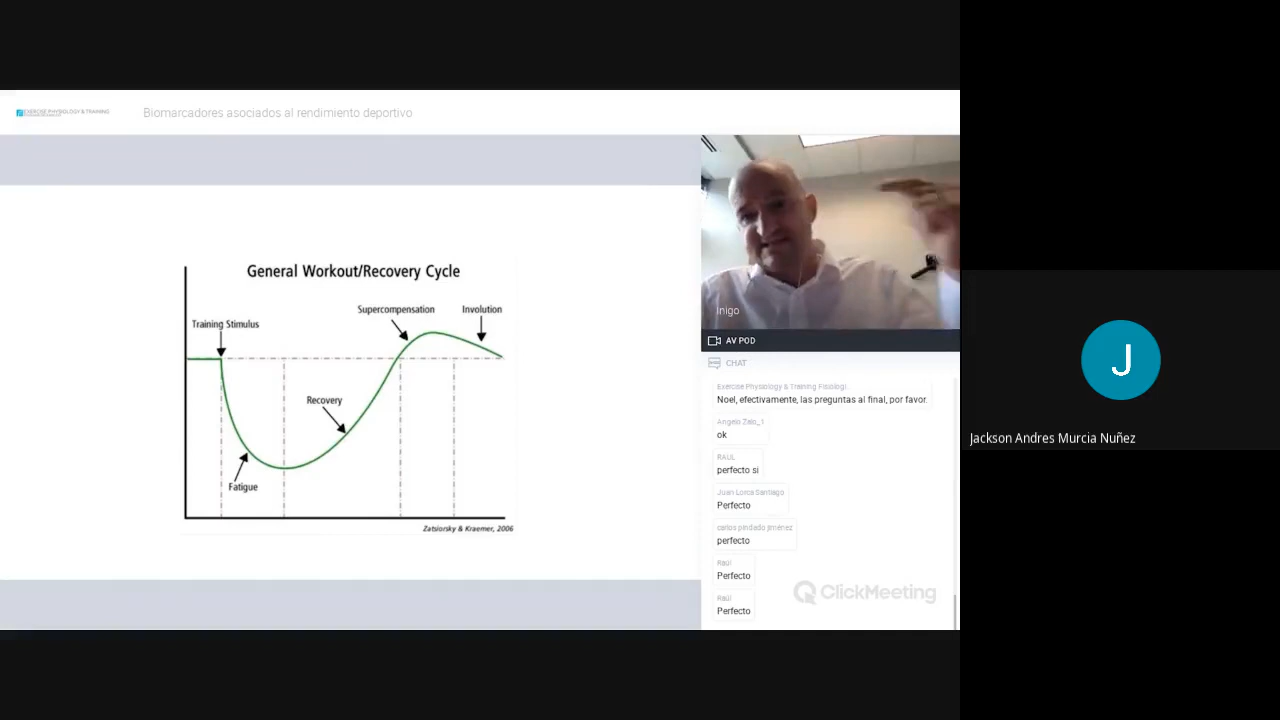 EXERCISE PHYSIOLOGY & TRAINING
Biomarcadores asociados al rendimiento deportivo
General Workout/Recovery Cycle
Training Stimulus
Supercompensation
Involution
Recovery
Fatigue
Zatsiorsky & Kraemer, 2006
Inigo
AV POD
CHAT
Exercise Physiology & Training Fisiologi...
Noel, efectivamente, las preguntas al final, por favor.
Angelo Zalo_1
ok
RAUL
perfecto si
Juan Lorca Santiago
Perfecto
carlos pindado jimenez
perfecto
Raúl
Perfecto
Raúl
Perfecto
ClickMeeting
J
Jackson Andres Murcia Nuñez